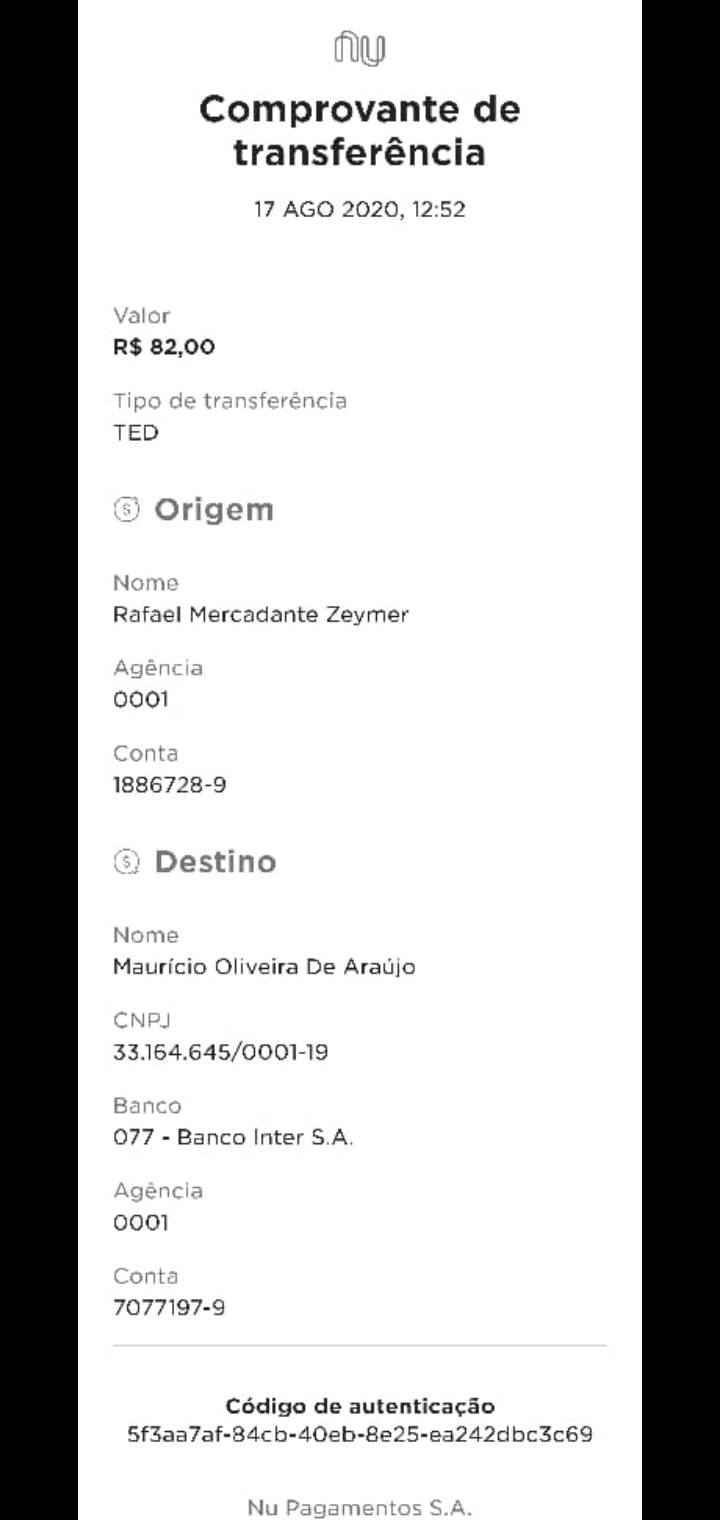 nu
Comprovante de
transferência
17 AGO 2020, 12:52
Valor
R$ 82,00
Tipo de transferência
TED
Origem
Nome
Rafael Mercadante Zeymer
Agência
0001
Conta
1886728-9
Destino
Nome
Maurício Oliveira De Araújo
CNPJ
33.164.645/0001-19
Banco
077 - Banco Inter S.A.
Agência
0001
Conta
7077197-9
Código de autenticação
5f3aa7af-84cb-40eb-8e25-ea242dbc3c69
Nu Pagamentos S.A.